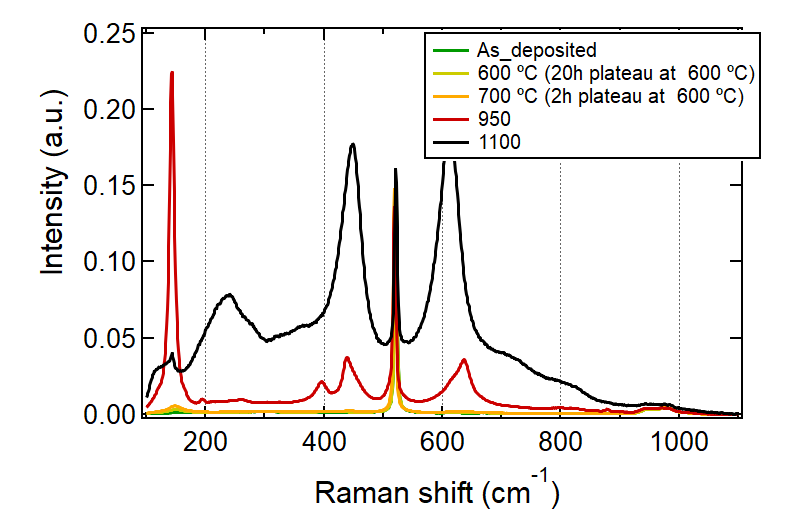 0.25
0.20
0.15
0.10
0.05
0.00
Intensity (a.u.)
As_deposited
600 ºC (20h plateau at  600 ºC)
700 ºC (2h plateau at  600 ºC)
950
1100
200 400 600 800 1000
Raman shift (cm⁻¹)